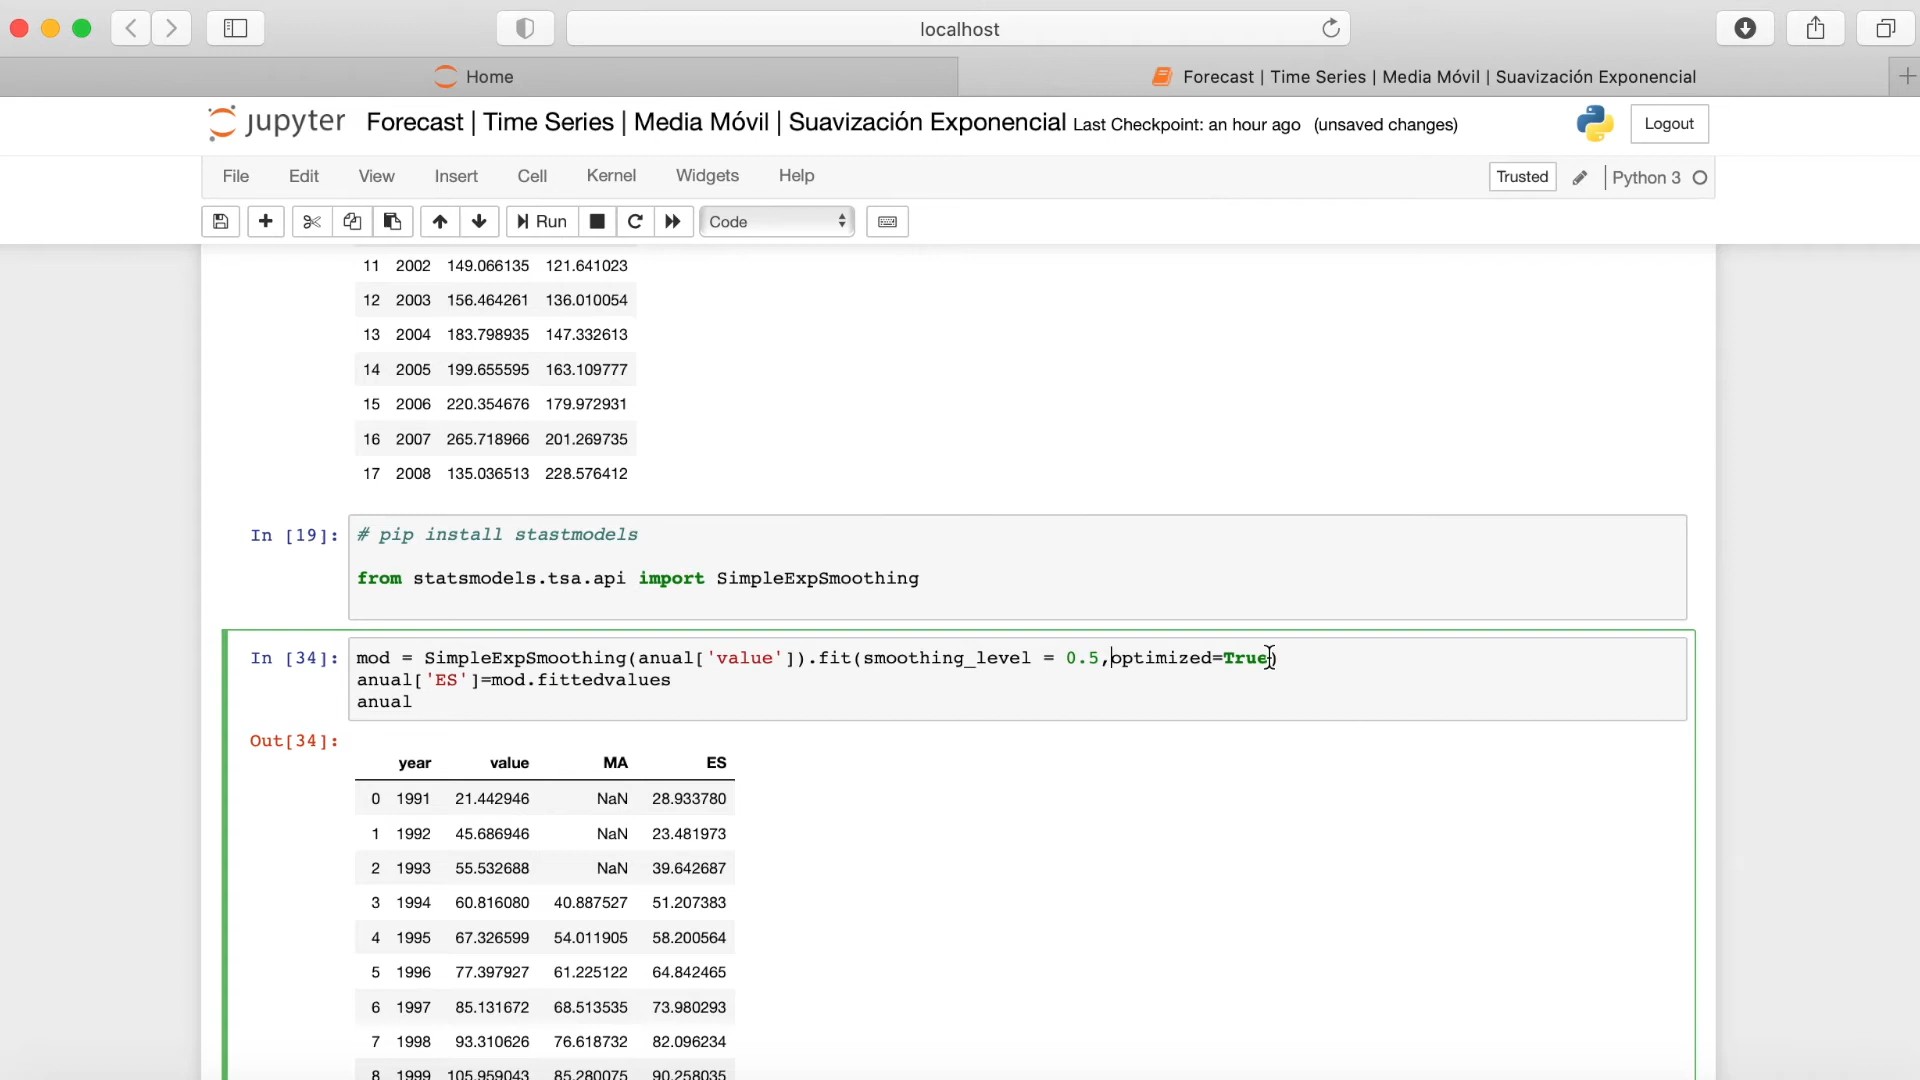 localhost
Home
Forecast | Time Series | Media Móvil | Suavización Exponencial
jupyter Forecast | Time Series | Media Móvil | Suavización Exponencial Last Checkpoint: an hour ago (unsaved changes)
Logout
File Edit View Insert Cell Kernel Widgets Help
Trusted
Python 3
Run
Code
11 2002 149.066135 121.641023
12 2003 156.464261 136.010054
13 2004 183.798935 147.332613
14 2005 199.655595 163.109777
15 2006 220.354676 179.972931
16 2007 265.718966 201.269735
17 2008 135.036513 228.576412
In [19]: # pip install stastmodels
from statsmodels.tsa.api import SimpleExpSmoothing
In [34]: mod = SimpleExpSmoothing(anual['value']).fit(smoothing_level = 0.5,optimized=True)
anual['ES']=mod.fittedvalues
anual
Out[34]:
year value MA ES
0 1991 21.442946 NaN 28.933780
1 1992 45.686946 NaN 23.481973
2 1993 55.532688 NaN 39.642687
3 1994 60.816080 40.887527 51.207383
4 1995 67.326599 54.011905 58.200564
5 1996 77.397927 61.225122 64.842465
6 1997 85.131672 68.513535 73.980293
7 1998 93.310626 76.618732 82.096234
8 1999 105.959043 85.280075 90.258035